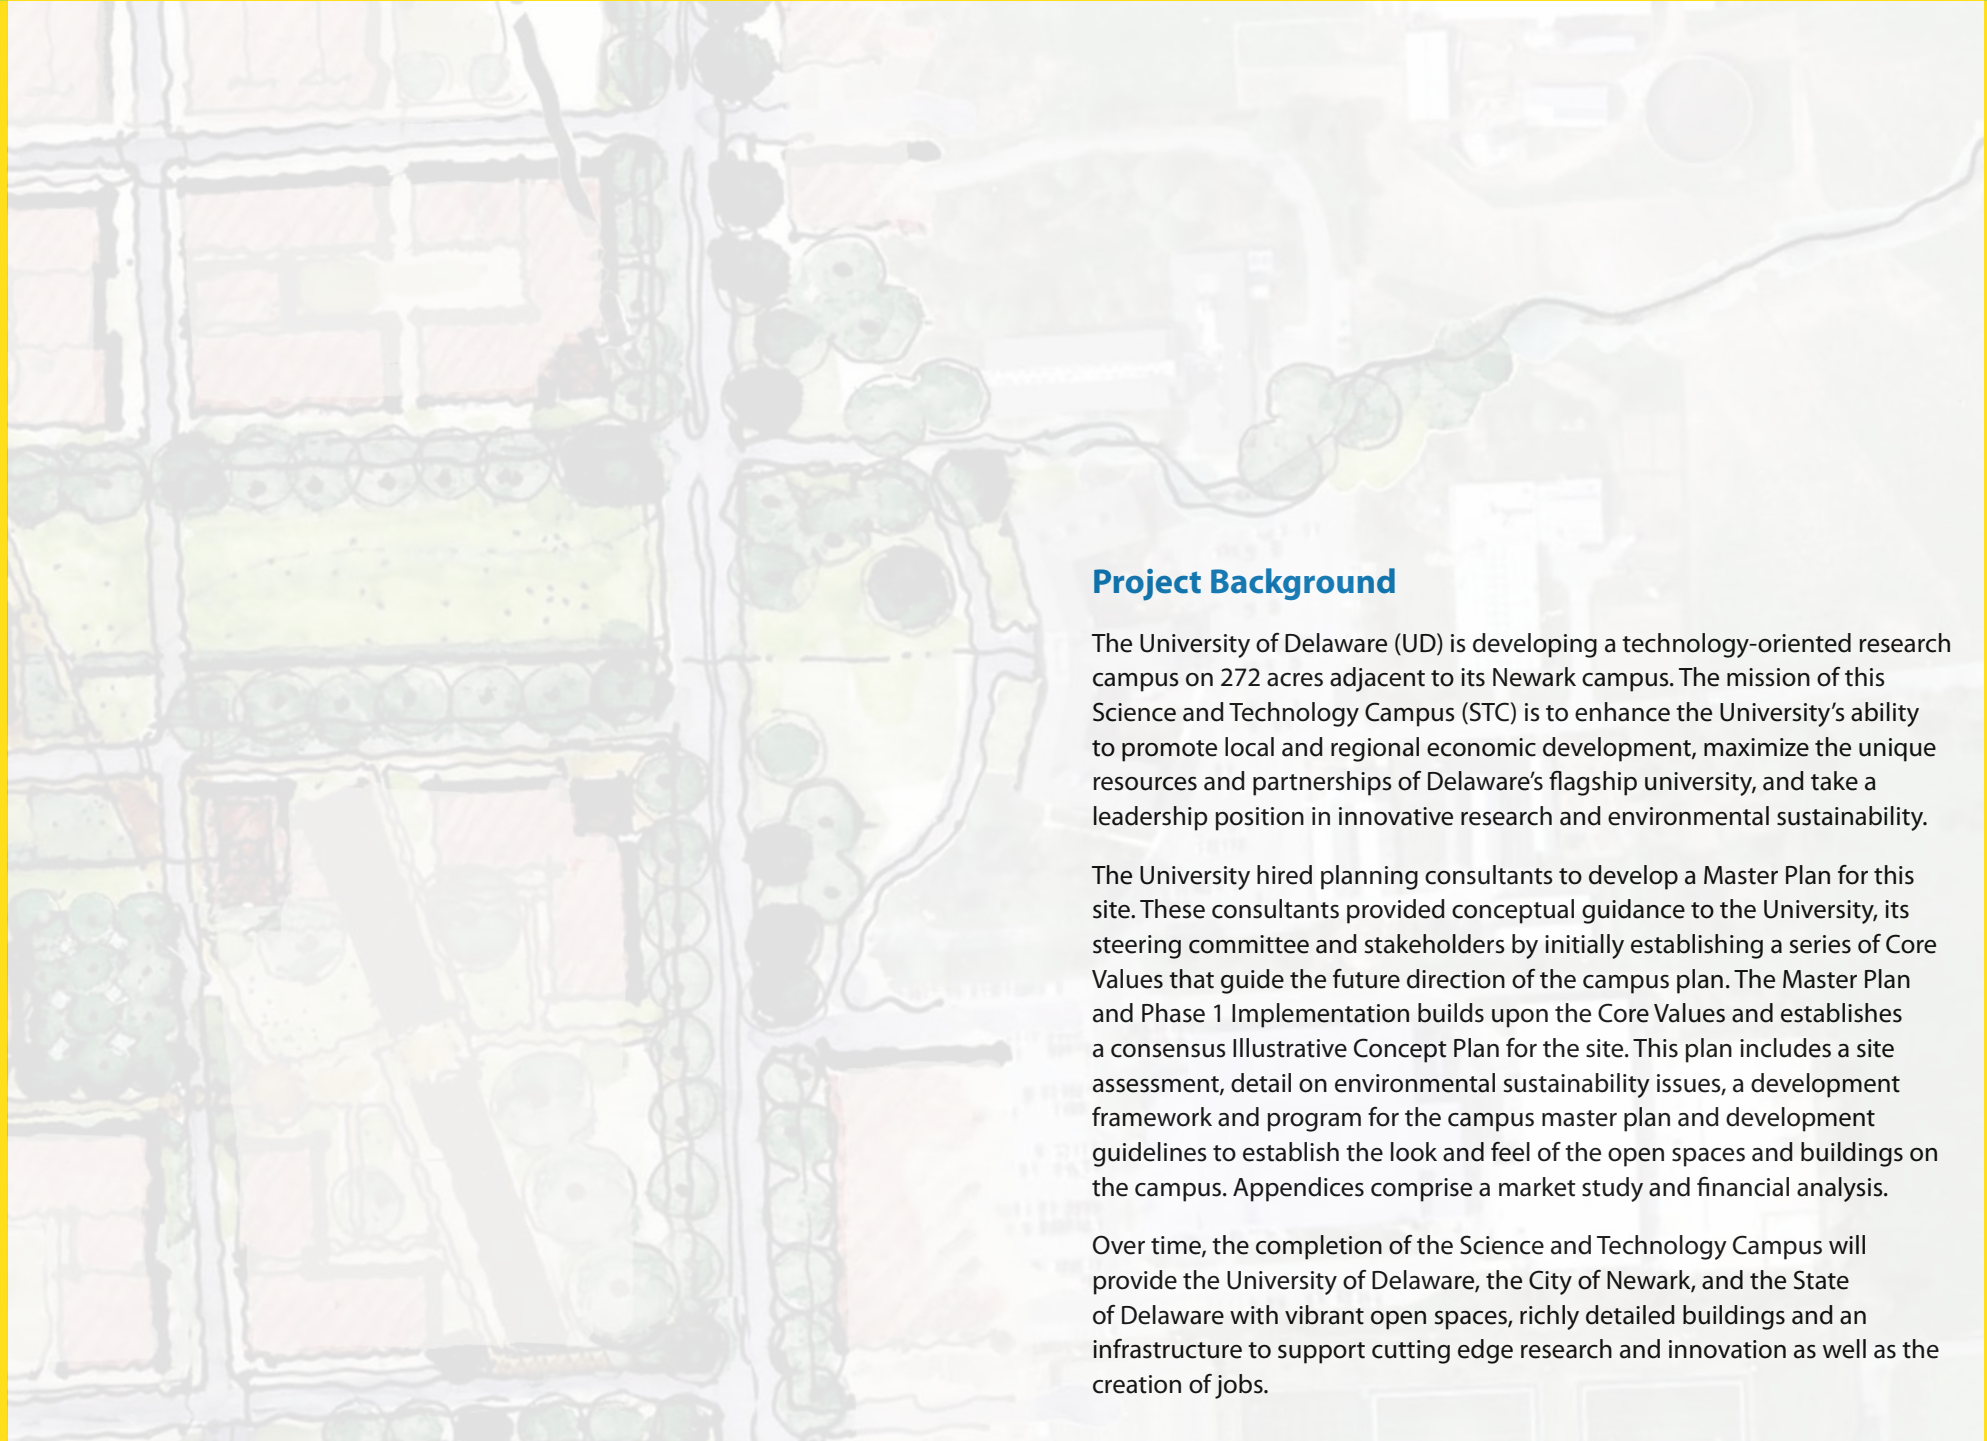 Project Background
The University of Delaware (UD) is developing a technology-oriented research
campus on 272 acres adjacent to its Newark campus. The mission of this
Science and Technology Campus (STC) is to enhance the University’s ability
to promote local and regional economic development, maximize the unique
resources and partnerships of Delaware’s flagship university, and take a
leadership position in innovative research and environmental sustainability.
The University hired planning consultants to develop a Master Plan for this
site. These consultants provided conceptual guidance to the University, its
steering committee and stakeholders by initially establishing a series of Core
Values that guide the future direction of the campus plan. The Master Plan
and Phase 1 Implementation builds upon the Core Values and establishes
a consensus Illustrative Concept Plan for the site. This plan includes a site
assessment, detail on environmental sustainability issues, a development
framework and program for the campus master plan and development
guidelines to establish the look and feel of the open spaces and buildings on
the campus. Appendices comprise a market study and financial analysis.
Over time, the completion of the Science and Technology Campus will
provide the University of Delaware, the City of Newark, and the State
of Delaware with vibrant open spaces, richly detailed buildings and an
infrastructure to support cutting edge research and innovation as well as the
creation of jobs.